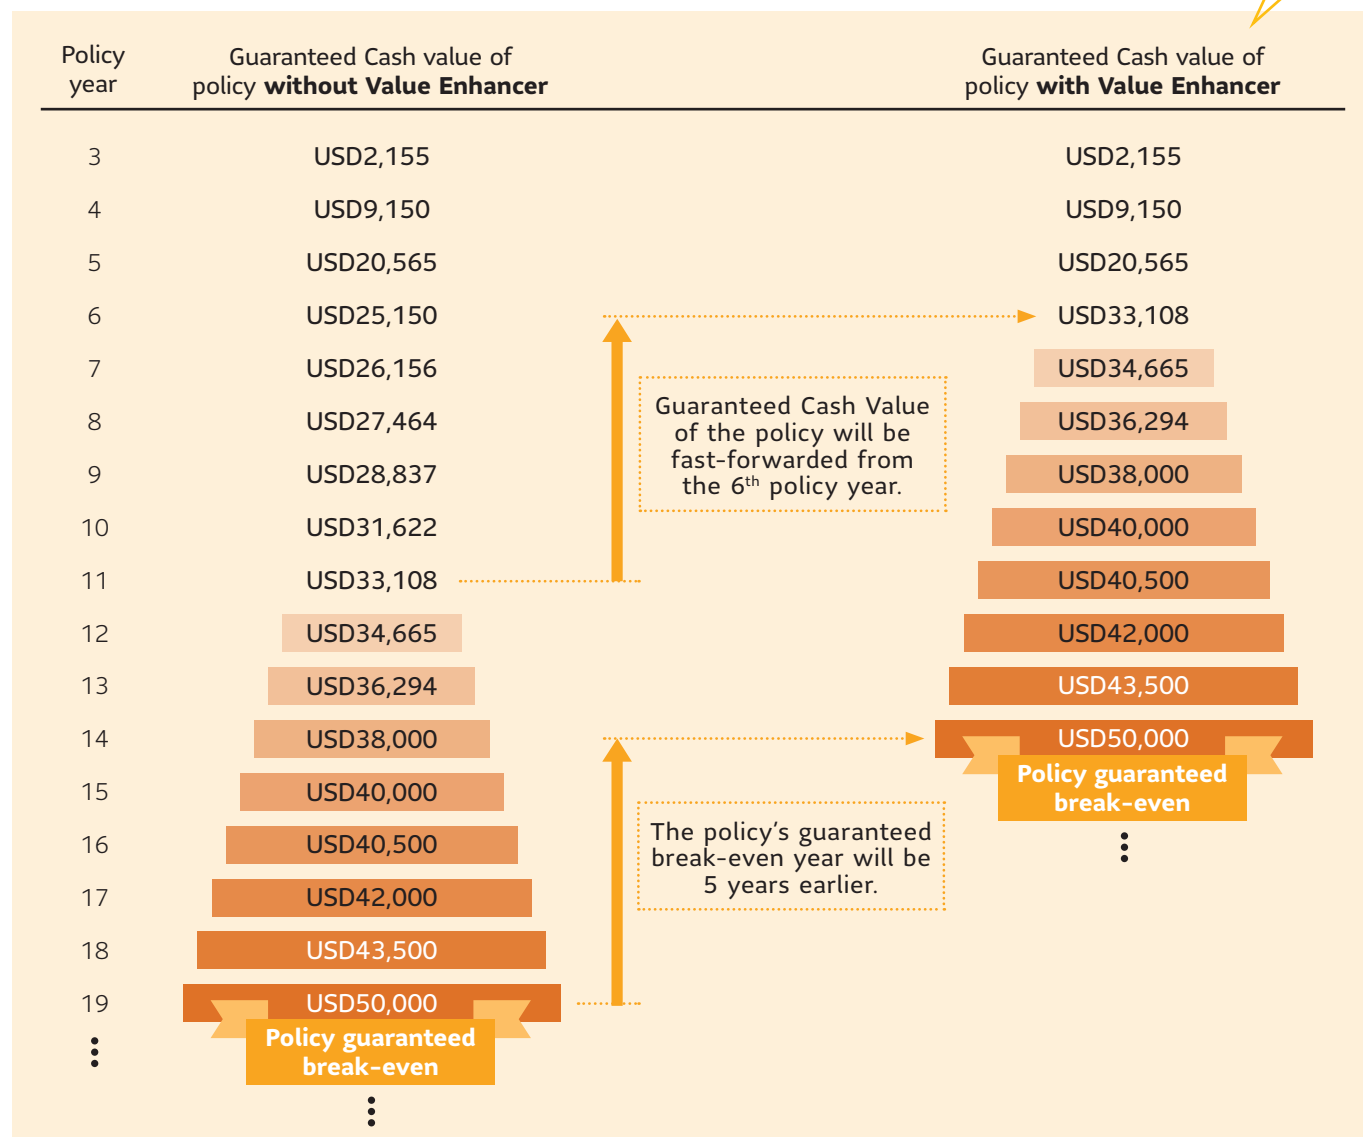 Policy year
Guaranteed Cash value of
policy without Value Enhancer
Guaranteed Cash value of
policy with Value Enhancer
3 USD2,155 USD2,155
4 USD9,150 USD9,150
5 USD20,565 USD20,565
6 USD25,150 USD33,108
7 USD26,156 USD34,665
8 USD27,464 USD36,294
9 USD28,837 USD38,000
10 USD31,622 USD40,000
11 USD33,108 USD40,500
12 USD34,665 USD42,000
13 USD36,294 USD43,500
14 USD38,000 USD50,000
15 USD40,000
16 USD40,500
17 USD42,000
18 USD43,500
19 USD50,000
Guaranteed Cash Value
of the policy will be
fast-forwarded from
the 6th policy year.
Policy guaranteed
break-even
The policy's guaranteed
break-even year will be
5 years earlier.
Policy guaranteed
break-even